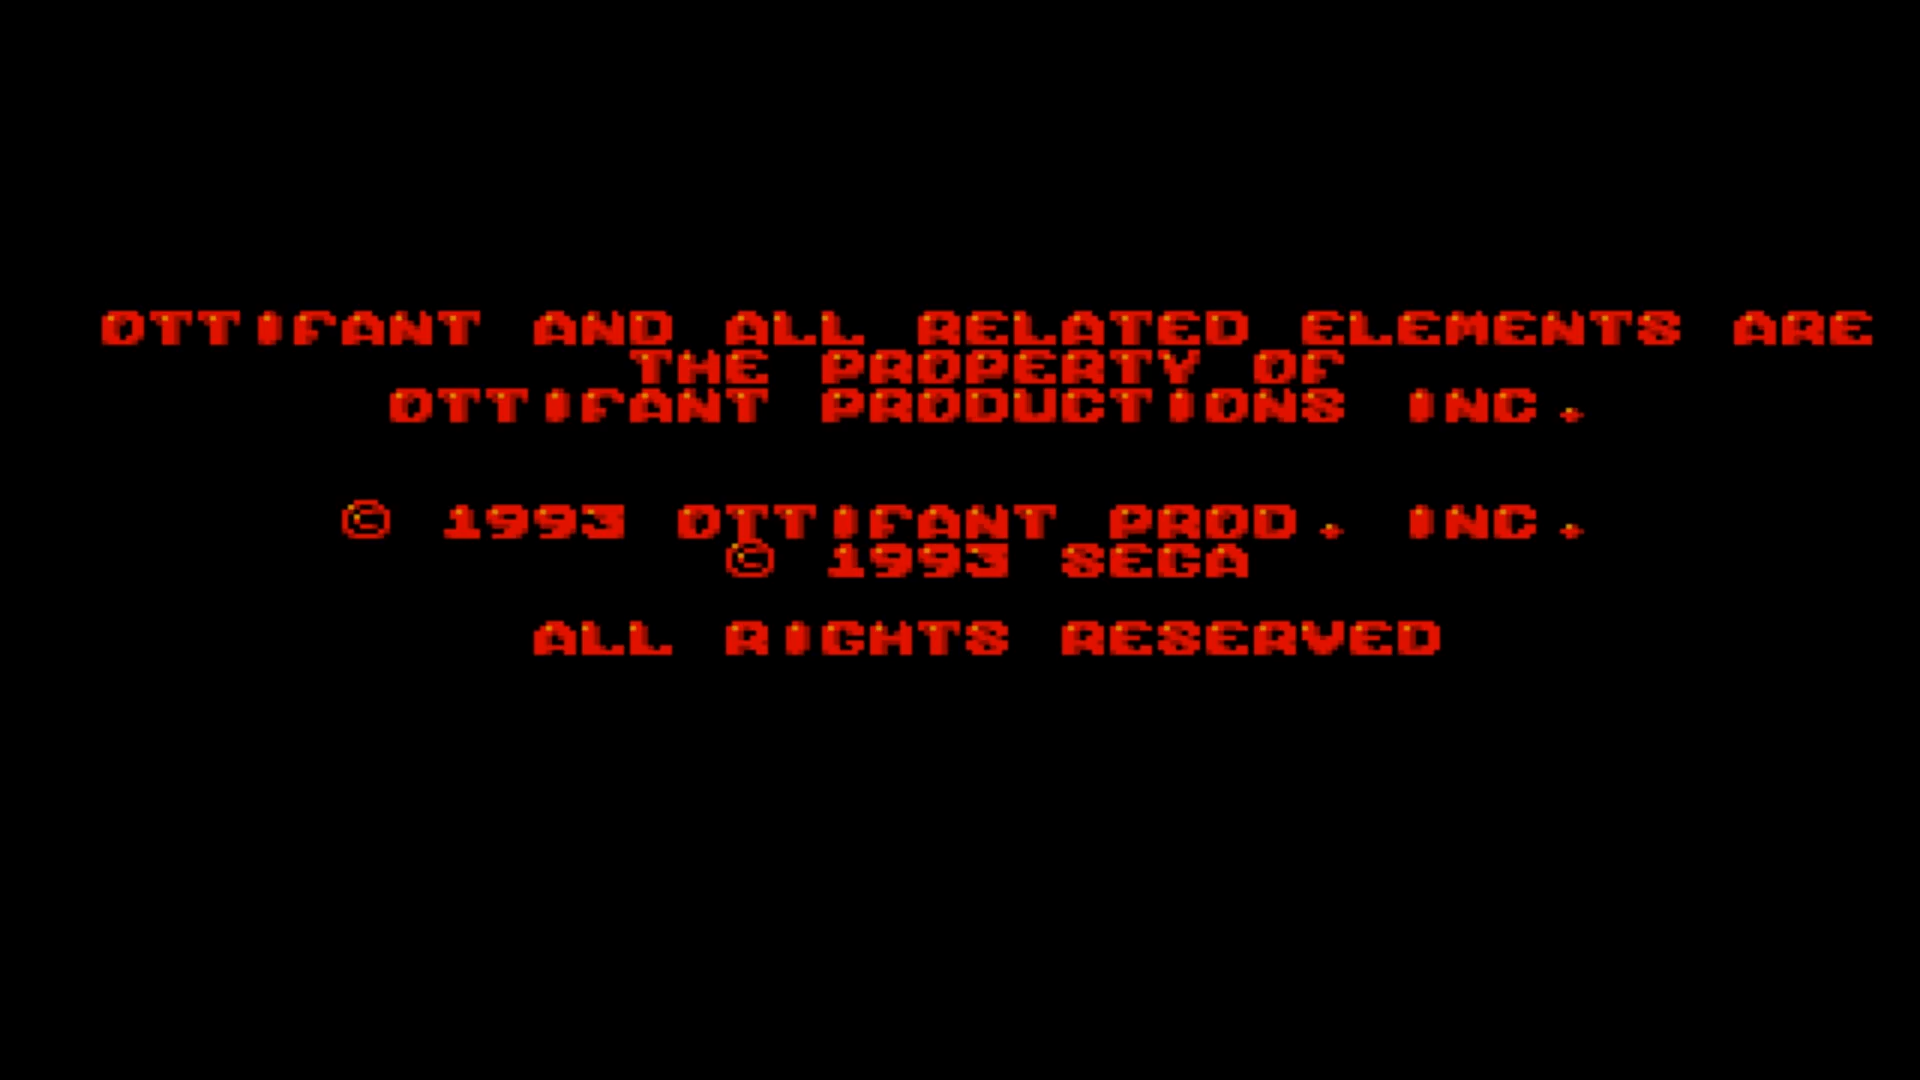 OTTIFANT AND ALL RELATED ELEMENTS ARE
THE PROPERTY OF
OTTIFANT PRODUCTIONS INC.
© 1993 OTTIFANT PROD. INC.
© 1993 SEGA
ALL RIGHTS RESERVED